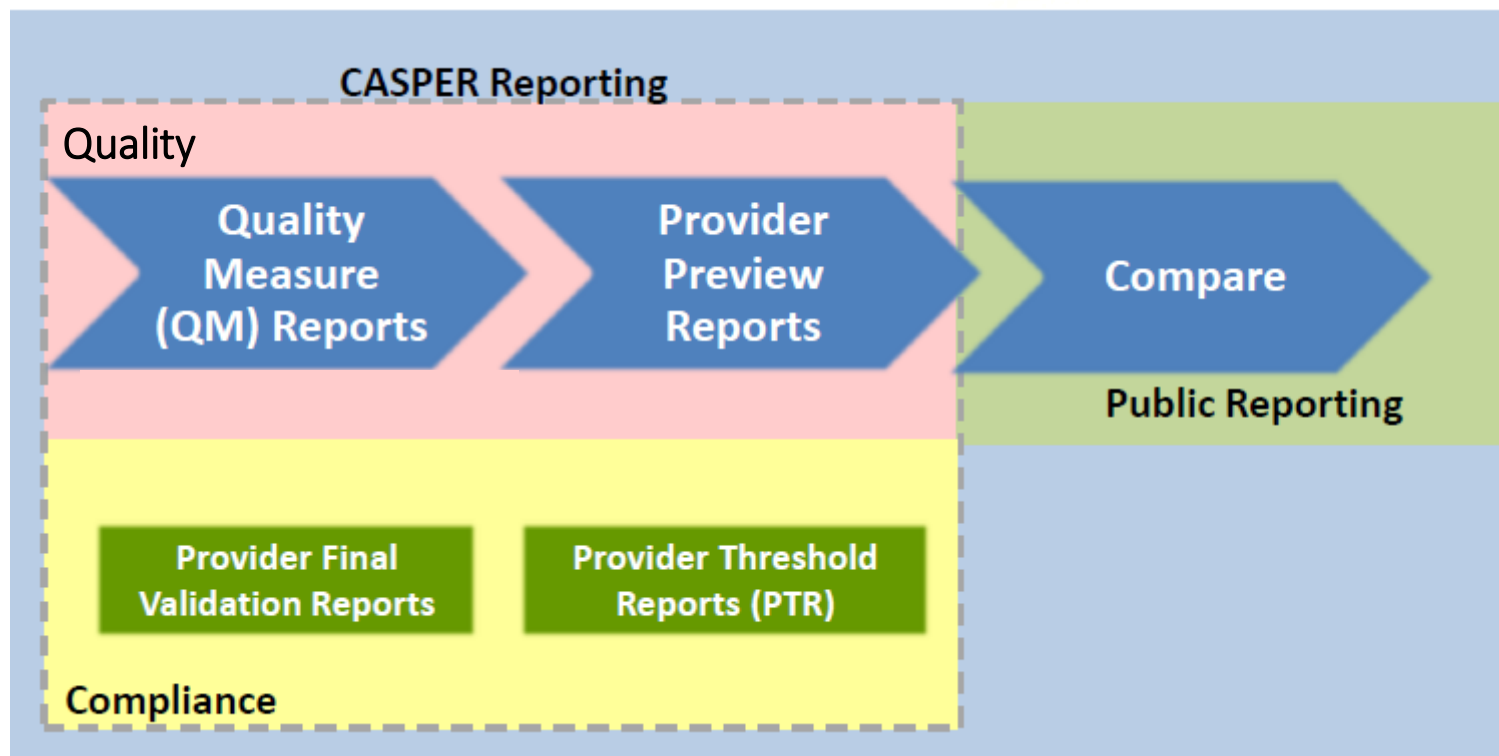 CASPER Reporting
Quality
Quality
Measure
(QM) Reports
Provider
Preview
Reports
Compare
Public Reporting
Provider Final
Validation Reports
Provider Threshold
Reports (PTR)
Compliance